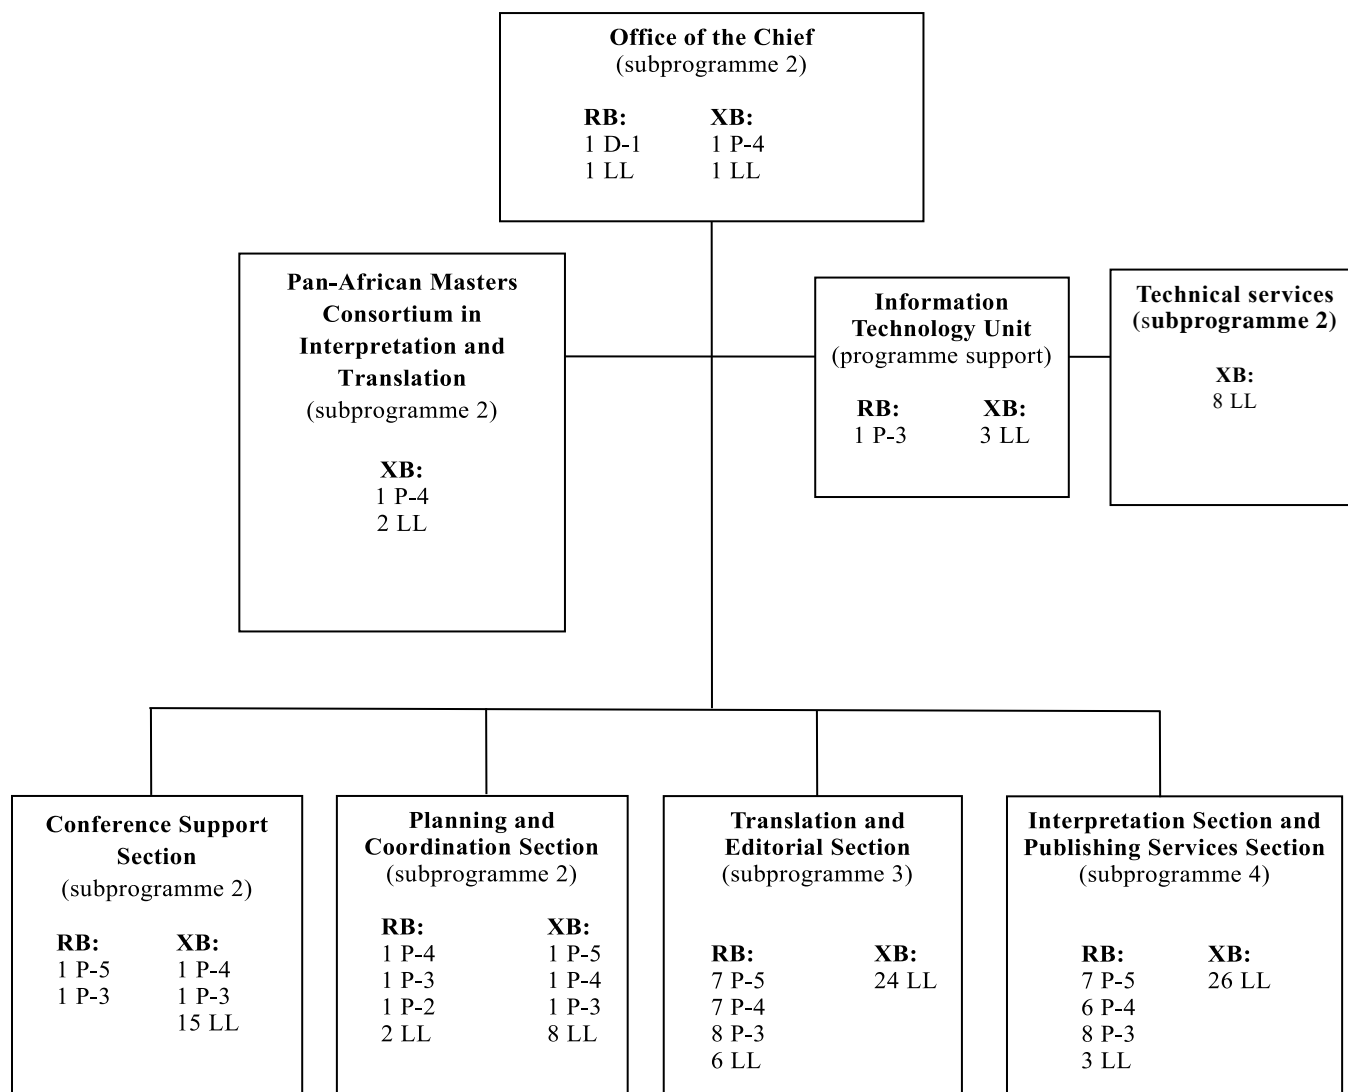 Office of the Chief
(subprogramme 2)
RB: XB:
1 D-1 1 P-4
1 LL 1 LL
Pan-African Masters
Consortium in
Interpretation and
Translation
(subprogramme 2)
XB:
1 P-4
2 LL
Information
Technology Unit
(programme support)
RB: XB:
1 P-3 3 LL
Technical services
(subprogramme 2)
XB:
8 LL
Conference Support
Section
(subprogramme 2)
RB: XB:
1 P-5 1 P-4
1 P-3 1 P-3
15 LL
Planning and
Coordination Section
(subprogramme 2)
RB: XB:
1 P-4 1 P-5
1 P-3 1 P-4
1 P-2 1 P-3
2 LL 8 LL
Translation and
Editorial Section
(subprogramme 3)
RB: XB:
7 P-5 24 LL
7 P-4
8 P-3
6 LL
Interpretation Section and
Publishing Services Section
(subprogramme 4)
RB: XB:
7 P-5 26 LL
6 P-4
8 P-3
3 LL